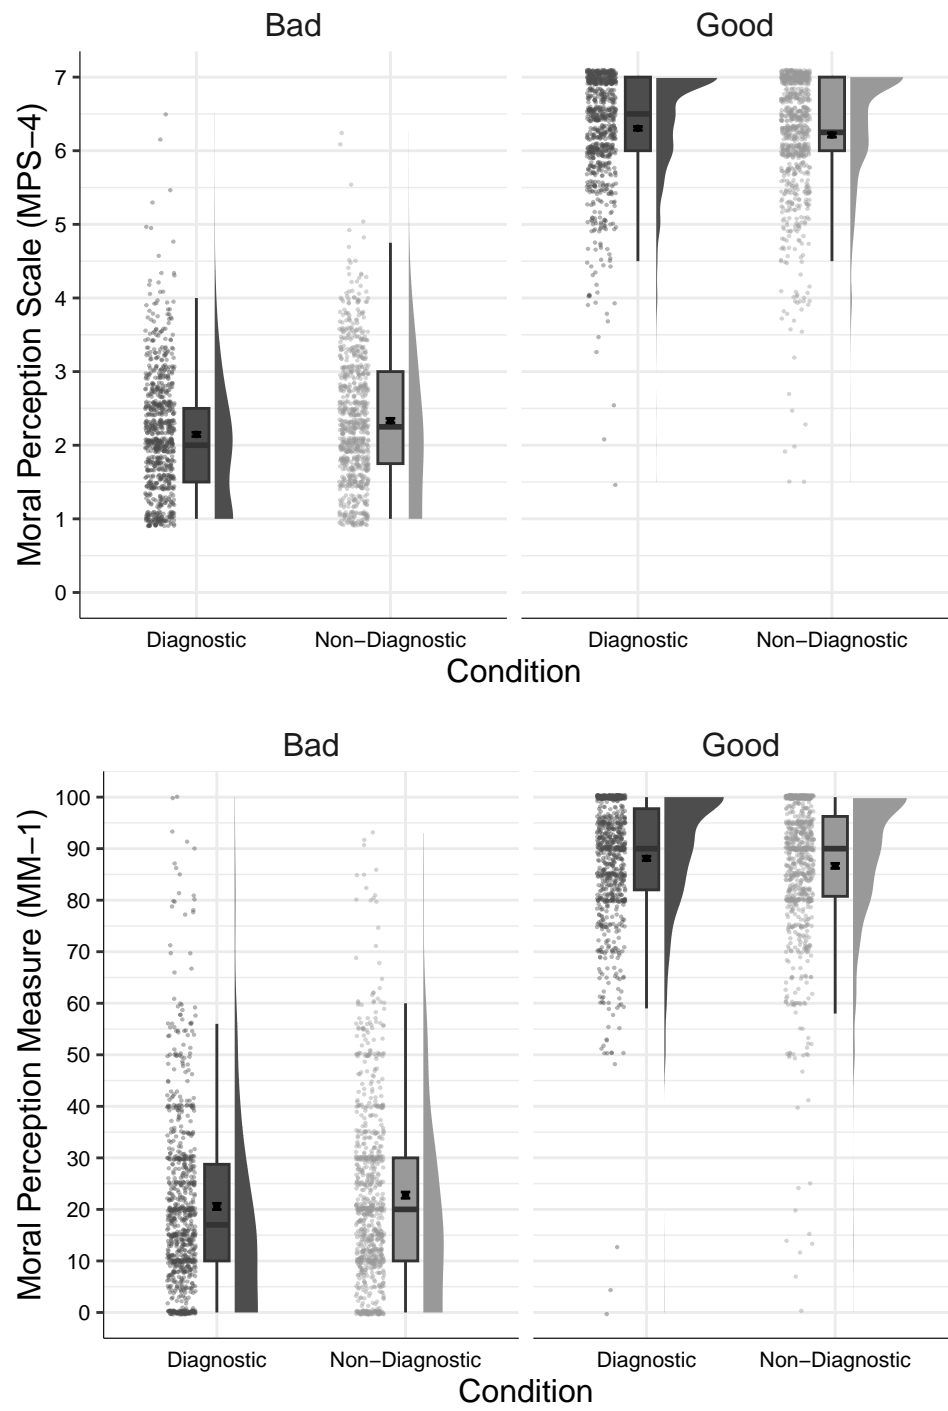 Bad Good
Moral Perception Scale (MPS−4)
7
6
5
4
3
2
1
0
Diagnostic Non−Diagnostic Diagnostic Non−Diagnostic
Condition
Bad Good
Moral Perception Measure (MM−1)
100
90
80
70
60
50
40
30
20
10
0
Diagnostic Non−Diagnostic Diagnostic Non−Diagnostic
Condition